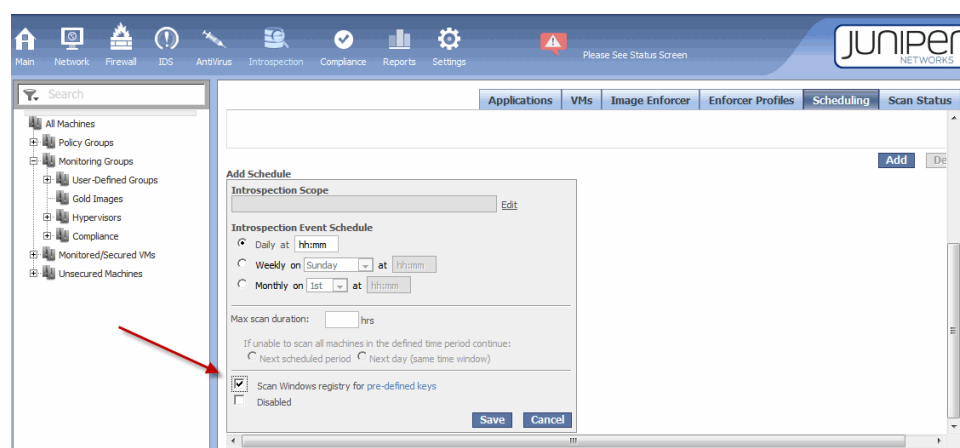 Main Network Firewall IDS AntiVirus Introspection Compliance Reports Settings
Please See Status Screen
JUNIPER
NETWORKS
Search
All Machines
Policy Groups
Monitoring Groups
User-Defined Groups
Gold Images
Hypervisors
Compliance
Monitored/Secured VMs
Unsecured Machines
Applications VMs Image Enforcer Enforcer Profiles Scheduling Scan Status
Add De
Add Schedule
Introspection Scope
Edit
Introspection Event Schedule
Daily at hh:mm
Weekly on Sunday at hh:mm
Monthly on 1st at hh:mm
Max scan duration: hrs
If unable to scan all machines in the defined time period continue:
Next scheduled period Next day (same time window)
Scan Windows registry for pre-defined keys
Disabled
Save Cancel